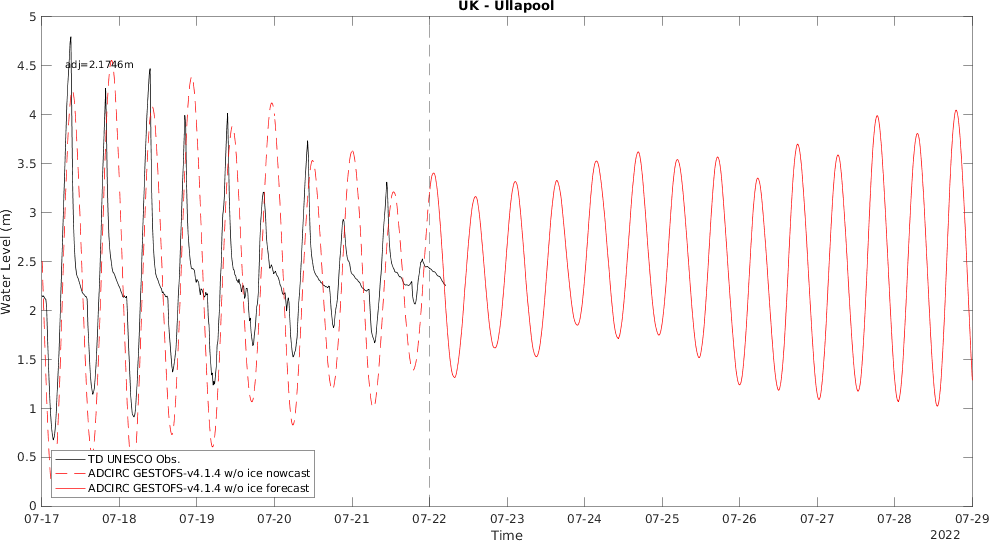 UK - Ullapool
5
4.5
4
3.5
3
2.5
2
1.5
1
0.5
0
Water Level (m)
adj=2.1746m
TD UNESCO Obs.
ADCIRC GESTOFS-v4.1.4 w/o ice nowcast
ADCIRC GESTOFS-v4.1.4 w/o ice forecast
07-17 07-18 07-19 07-20 07-21 07-22 07-23 07-24 07-25 07-26 07-27 07-28 07-29
Time
2022